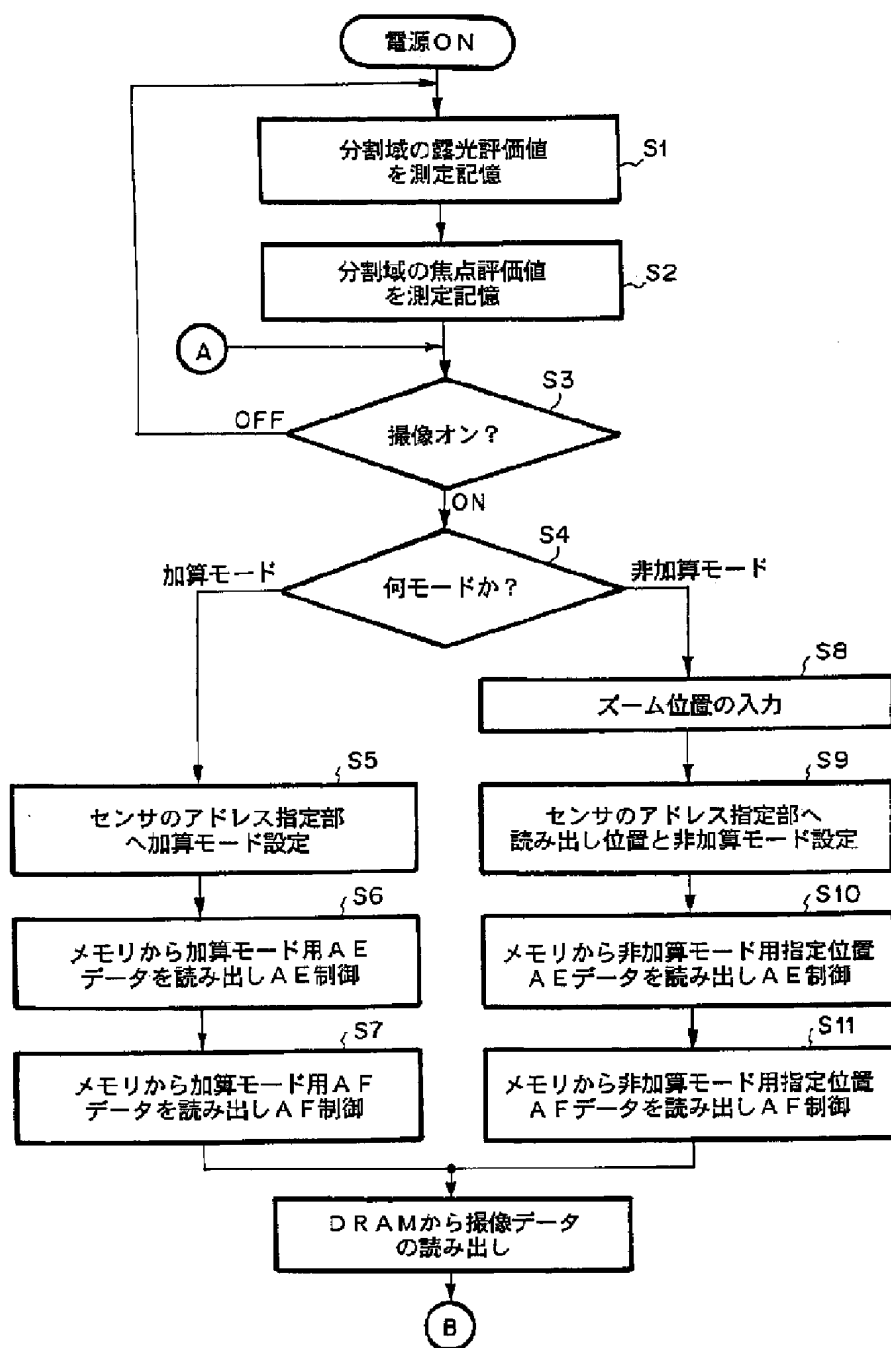 電源ON
分割域の露光評価値
を測定記憶
S1
分割域の焦点評価値
を測定記憶
S2
A
S3
撮像オン？
OFF
ON
S4
何モードか？
加算モード
非加算モード
S8
ズーム位置の入力
S5
センサのアドレス指定部
へ加算モード設定
S9
センサのアドレス指定部へ
読み出し位置と非加算モード設定
S6
メモリから加算モード用AE
データを読み出しAE制御
S10
メモリから非加算モード用指定位置
AEデータを読み出しAE制御
S7
メモリから加算モード用AF
データを読み出しAF制御
S11
メモリから非加算モード用指定位置
AFデータを読み出しAF制御
DRAMから撮像データ
の読み出し
B